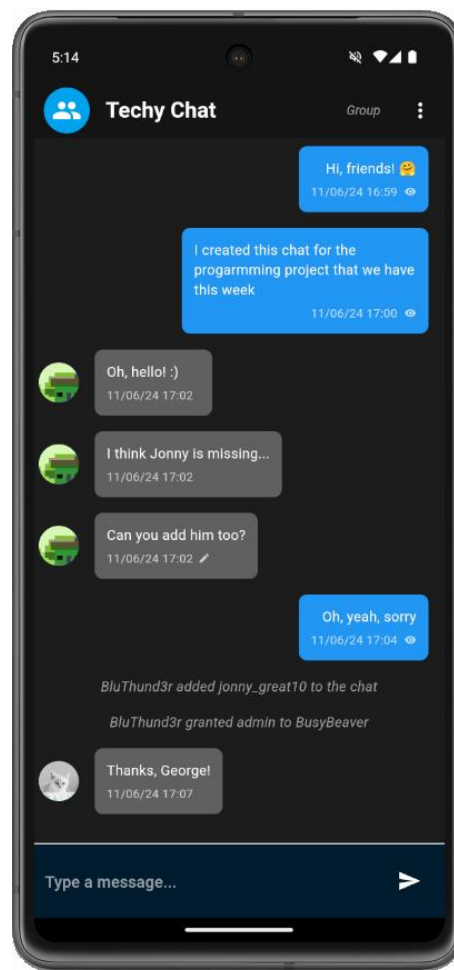 5:14
Techy Chat
Group
Hi, friends! 🤗
11/06/24 16:59
I created this chat for the
progarmming project that we have
this week
11/06/24 17:00
Oh, hello! :)
11/06/24 17:02
I think Jonny is missing...
11/06/24 17:02
Can you add him too?
11/06/24 17:02
Oh, yeah, sorry
11/06/24 17:04
BluThund3r added jonny_great10 to the chat
BluThund3r granted admin to BusyBeaver
Thanks, George!
11/06/24 17:07
Type a message...